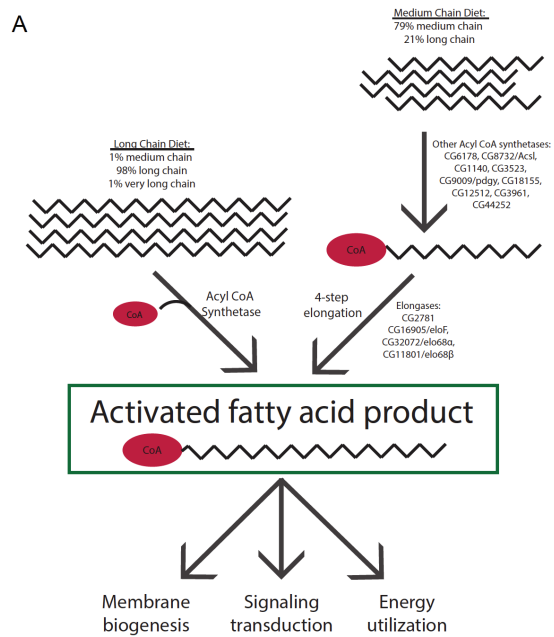 A
Medium Chain Diet:
79% medium chain
21% long chain
Long Chain Diet:
1% medium chain
98% long chain
1% very long chain
Other Acyl CoA synthetases:
CG6178, CG8732/Acsl,
CG1140, CG3523,
CG9009/pdgy, CG18155,
CG12512, CG3961,
CG44252
CoA
CoA
Acyl CoA
Synthetase
4-step
elongation
Elongases:
CG2781
CG16905/eloF,
CG32072/elo68α,
CG11801/elo68β
Activated fatty acid product
CoA
Membrane
biogenesis
Signaling
transduction
Energy
utilization